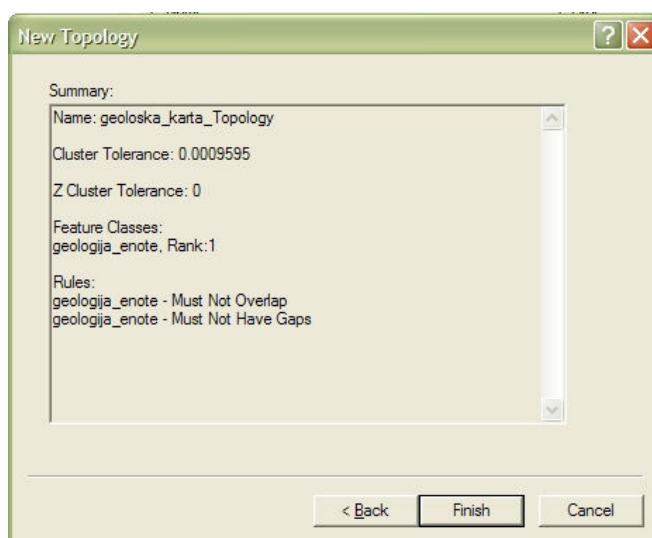 New Topology
Summary:
Name: geoloska_karta_Topology
Cluster Tolerance: 0.0009595
Z Cluster Tolerance: 0
Feature Classes:
geologija_enote, Rank:1
Rules:
geologija_enote - Must Not Overlap
geologija_enote - Must Not Have Gaps
< Back
Finish
Cancel